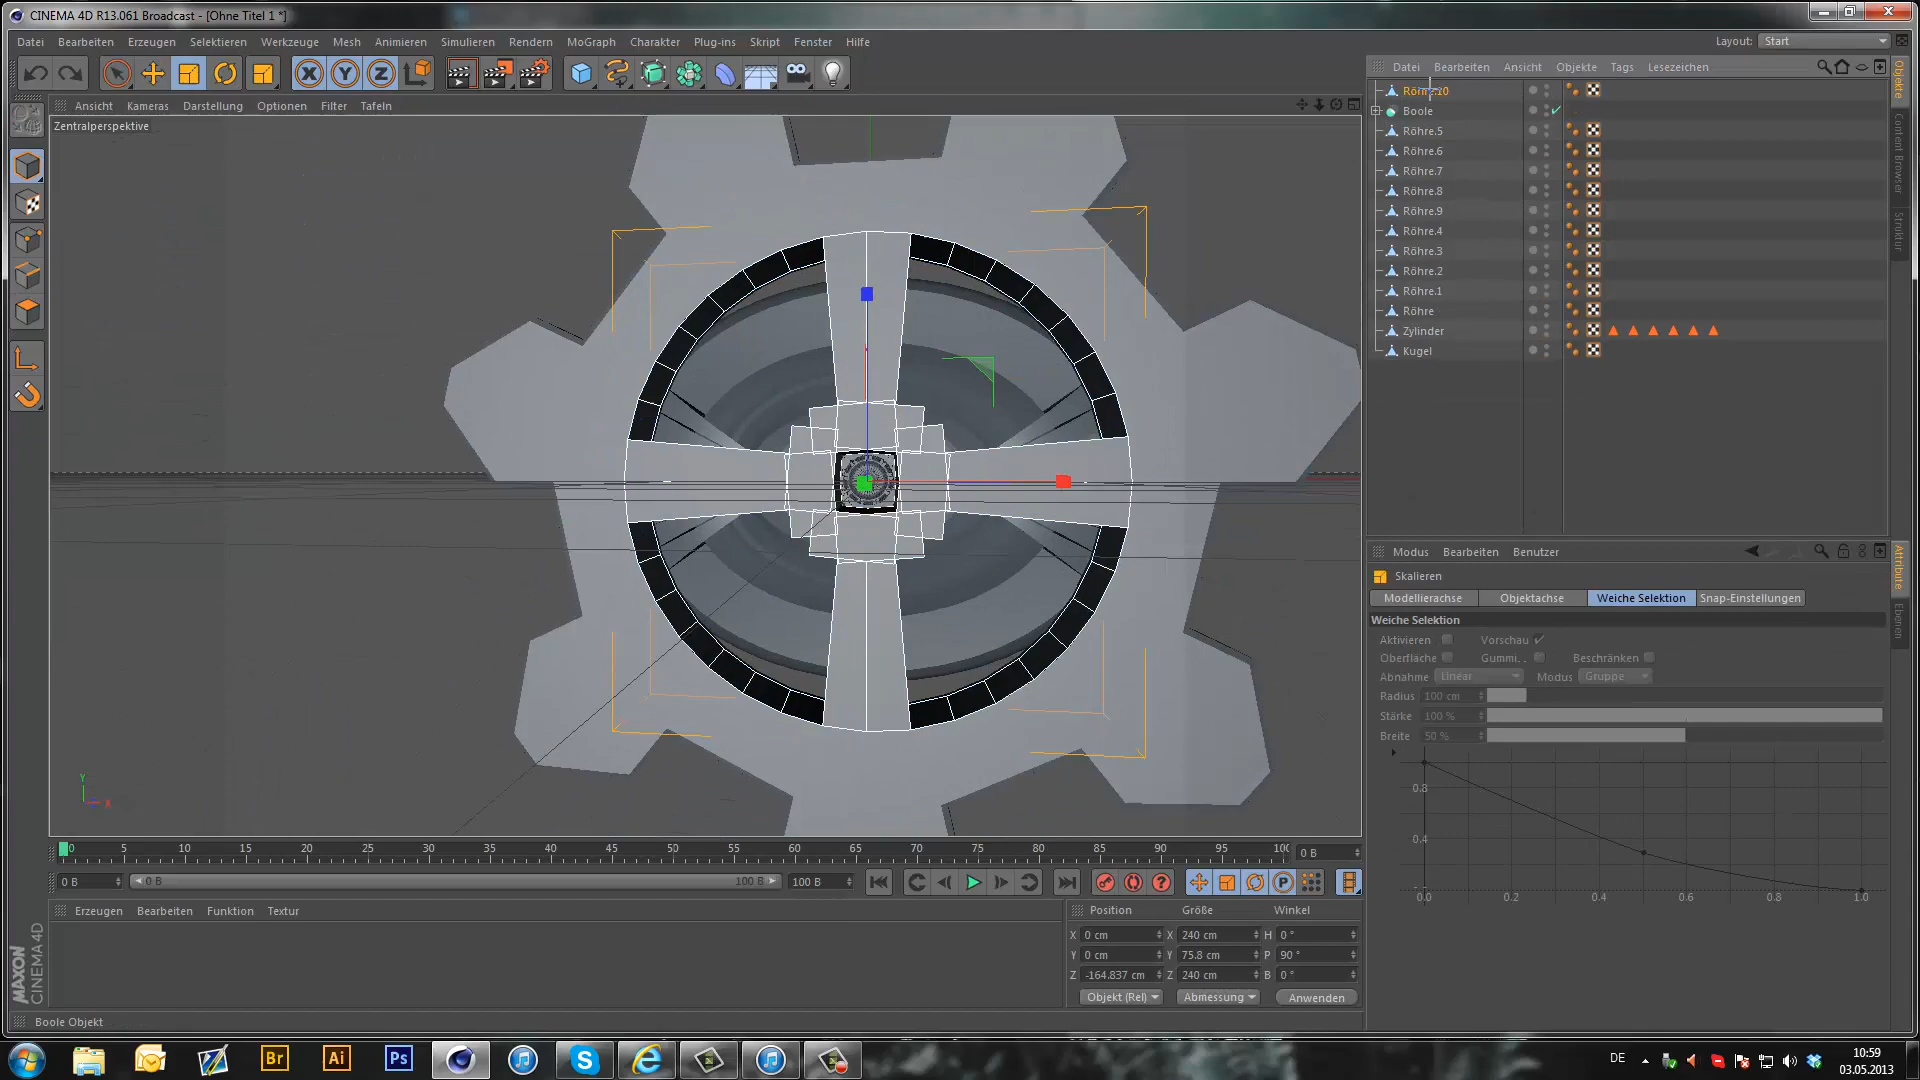 CINEMA 4D R13.061 Broadcast - [Ohne Titel 1 *]
Datei Bearbeiten Erzeugen Selektieren Werkzeuge Mesh Animieren Simulieren Rendern MoGraph Charakter Plug-ins Skript Fenster Hilfe
Layout: Start
Datei Bearbeiten Ansicht Objekte Tags Lesezeichen
Ansicht Kameras Darstellung Optionen Filter Tafeln
Zentralperspektive
Röhre.10
Boole
Röhre.5
Röhre.6
Röhre.7
Röhre.8
Röhre.9
Röhre.4
Röhre.3
Röhre.2
Röhre.1
Röhre
Zylinder
Kugel
Objekte
Content Browser
Struktur
Modus Bearbeiten Benutzer
Skalieren
Modellierachse Objektachse Weiche Selektion Snap-Einstellungen
Weiche Selektion
Aktivieren Vorschau
Oberfläche Gummi. . Beschränken
Abnahme Linear Modus Gruppe
Radius 100 cm
Stärke 100 %
Breite 50 %
0.8
0.4
0.0 0.2 0.4 0.6 0.8 1.0
Attribute
Ebenen
Y
X
0 5 10 15 20 25 30 35 40 45 50 55 60 65 70 75 80 85 90 95 100
0 B
0 B 0 B 100 B 100 B
Erzeugen Bearbeiten Funktion Textur
Position Größe Winkel
X 0 cm X 240 cm H 0 °
Y 0 cm Y 75.8 cm P 90 °
Z -164.837 cm Z 240 cm B 0 °
Objekt (Rel) Abmessung Anwenden
MAXON
CINEMA 4D
Boole Objekt
Br Ai Ps
DE
10:59
03.05.2013